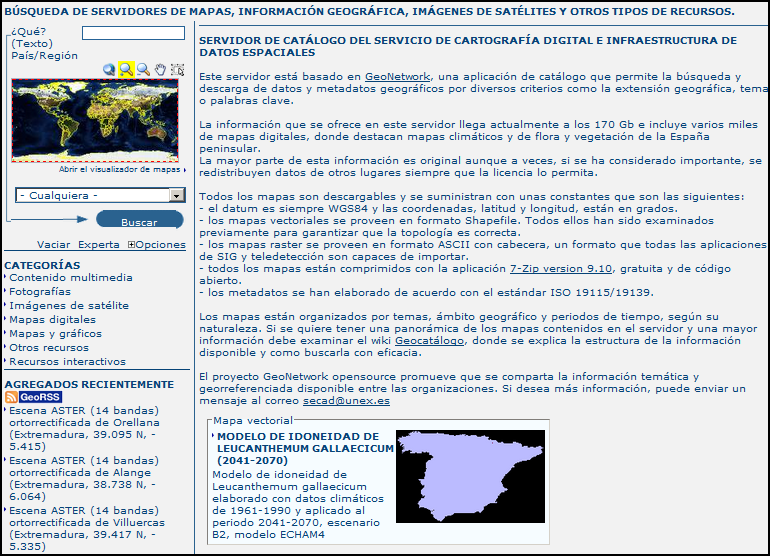 BÚSQUEDA DE SERVIDORES DE MAPAS, INFORMACIÓN GEOGRÁFICA, IMÁGENES DE SATÉLITES Y OTROS TIPOS DE RECURSOS.
¿Qué?
(Texto)
País/Región
Abrir el visualizador de mapas
- Cualquiera -
Buscar
Vaciar Experta ⊞Opciones
CATEGORÍAS
Contenido multimedia
Fotografías
Imágenes de satélite
Mapas digitales
Mapas y gráficos
Otros recursos
Recursos interactivos
AGREGADOS RECIENTEMENTE
GeoRSS
Escena ASTER (14 bandas)
ortorrectificada de Orellana
(Extremadura, 39.095 N, -
5.415)
Escena ASTER (14 bandas)
ortorrectificada de Alange
(Extremadura, 38.738 N, -
6.064)
Escena ASTER (14 bandas)
ortorrectificada de Villuercas
(Extremadura, 39.417 N, -
5.335)
SERVIDOR DE CATÁLOGO DEL SERVICIO DE CARTOGRAFÍA DIGITAL E INFRAESTRUCTURA DE
DATOS ESPACIALES
Este servidor está basado en GeoNetwork, una aplicación de catálogo que permite la búsqueda y
descarga de datos y metadatos geográficos por diversos criterios como la extensión geográfica, tema
o palabras clave.
La información que se ofrece en este servidor llega actualmente a los 170 Gb e incluye varios miles
de mapas digitales, donde destacan mapas climáticos y de flora y vegetación de la España
peninsular.
La mayor parte de esta información es original aunque a veces, si se ha considerado importante, se
redistribuyen datos de otros lugares siempre que la licencia lo permita.
Todos los mapas son descargables y se suministran con unas constantes que son las siguientes:
- el datum es siempre WGS84 y las coordenadas, latitud y longitud, están en grados.
- los mapas vectoriales se proveen en formato Shapefile. Todos ellos han sido examinados
previamente para garantizar que la topología es correcta.
- los mapas raster se proveen en formato ASCII con cabecera, un formato que todas las aplicaciones
de SIG y teledetección son capaces de importar.
- todos los mapas están comprimidos con la aplicación 7-Zip version 9.10, gratuita y de código
abierto.
- los metadatos se han elaborado de acuerdo con el estándar ISO 19115/19139.
Los mapas están organizados por temas, ámbito geográfico y periodos de tiempo, según su
naturaleza. Si se quiere tener una panorámica de los mapas contenidos en el servidor y una mayor
información debe examinar el wiki Geocatálogo, donde se explica la estructura de la información
disponible y como buscarla con eficacia.
El proyecto GeoNetwork opensource promueve que se comparta la información temática y
georreferenciada disponible entre las organizaciones. Si desea más información, puede enviar un
mensaje al correo secad@unex.es
Mapa vectorial
MODELO DE IDONEIDAD DE
LEUCANTHEMUM GALLAECICUM
(2041-2070)
Modelo de idoneidad de
Leucanthemum gallaecicum
elaborado con datos climáticos
de 1961-1990 y aplicado al
periodo 2041-2070, escenario
B2, modelo ECHAM4